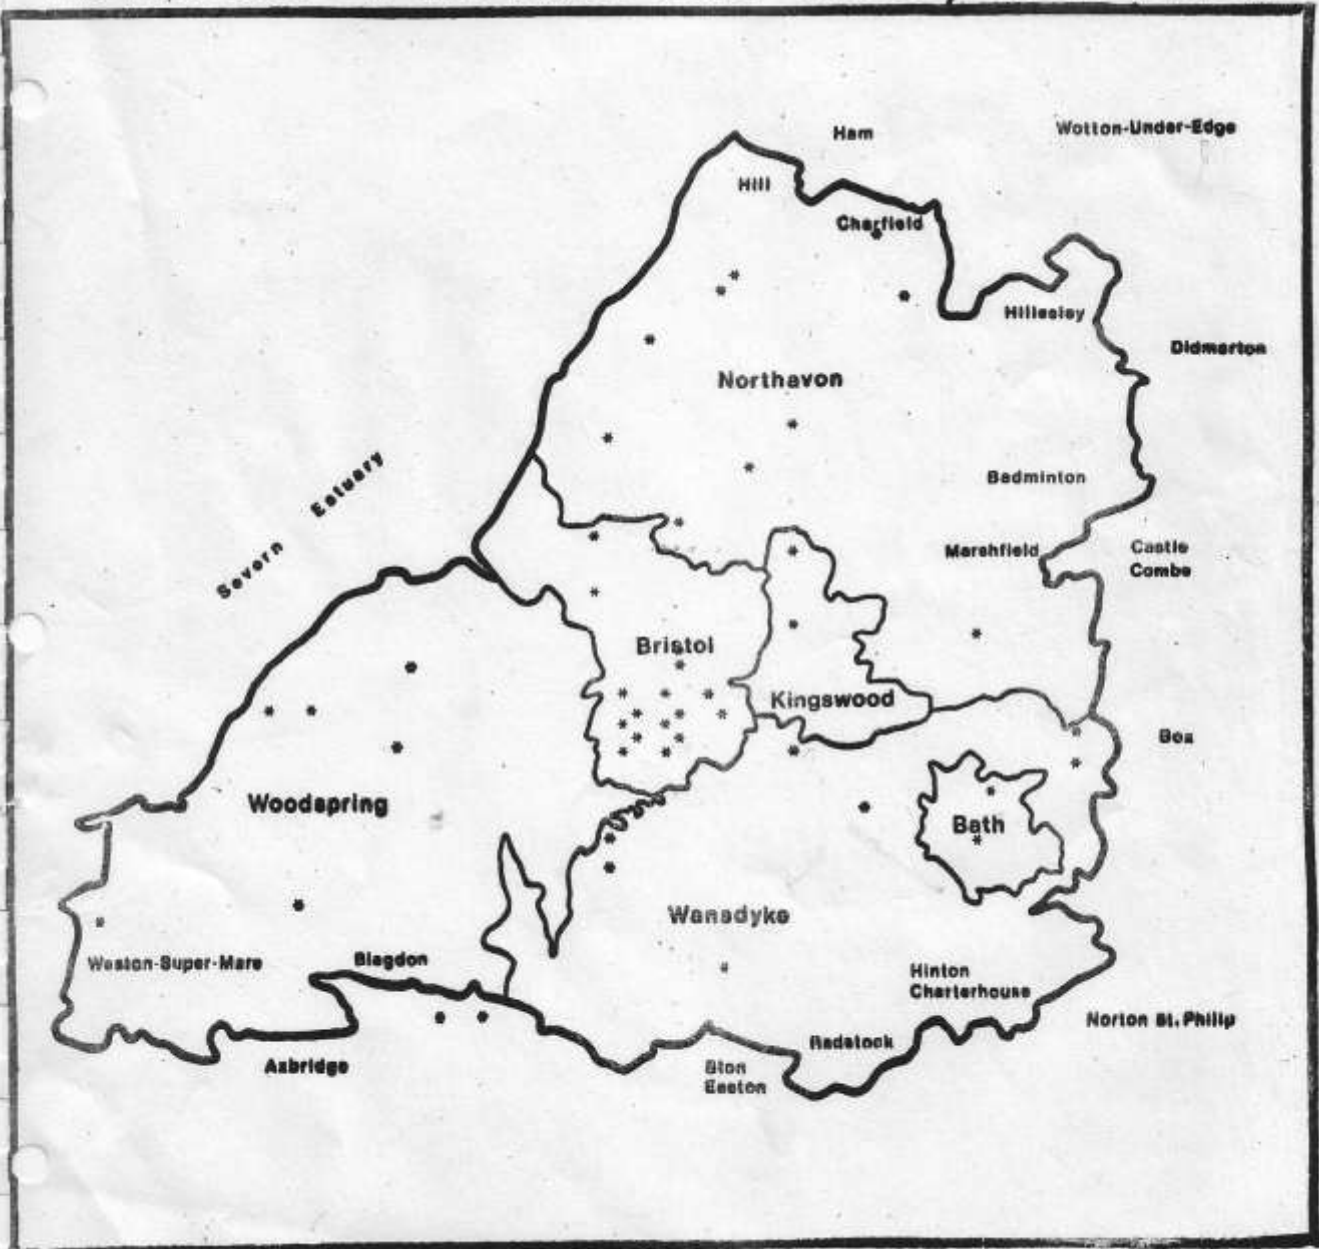 Ham
Wotton-Under-Edge
Hill
Charfield
Hillesley
Didmarton
Northavon
Severn Estuary
Badminton
Marshfield
Castle
Combe
Bristol
Kingswood
Box
Woodspring
Bath
Wansdyke
Weston-Super-Mare
Blagdon
Hinton
Charterhouse
Norton St. Philip
Radstock
Axbridge
Ston
Easton